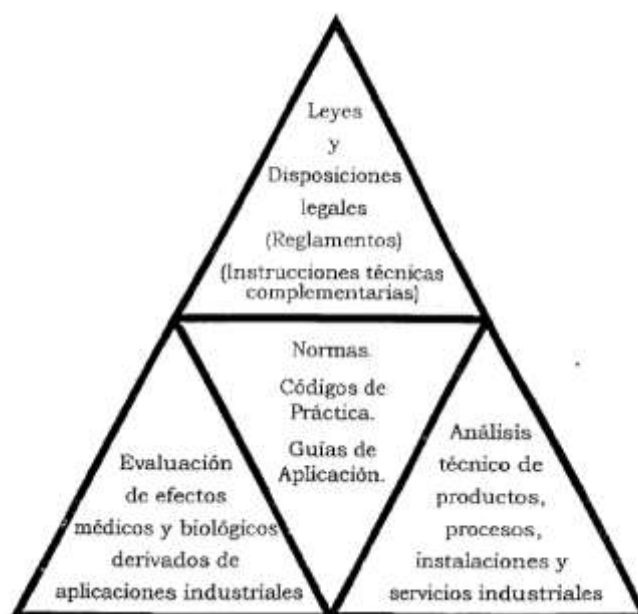 Leyes
y
Disposiciones
legales
(Reglamentos)
(Instrucciones técnicas
complementarias)
Normas.
Códigos de
Práctica.
Guías de
Aplicación.
Evaluación
de efectos
médicos y biológicos
derivados de
aplicaciones industriales
Análisis
técnico de
productos,
procesos,
instalaciones y
servicios industriales